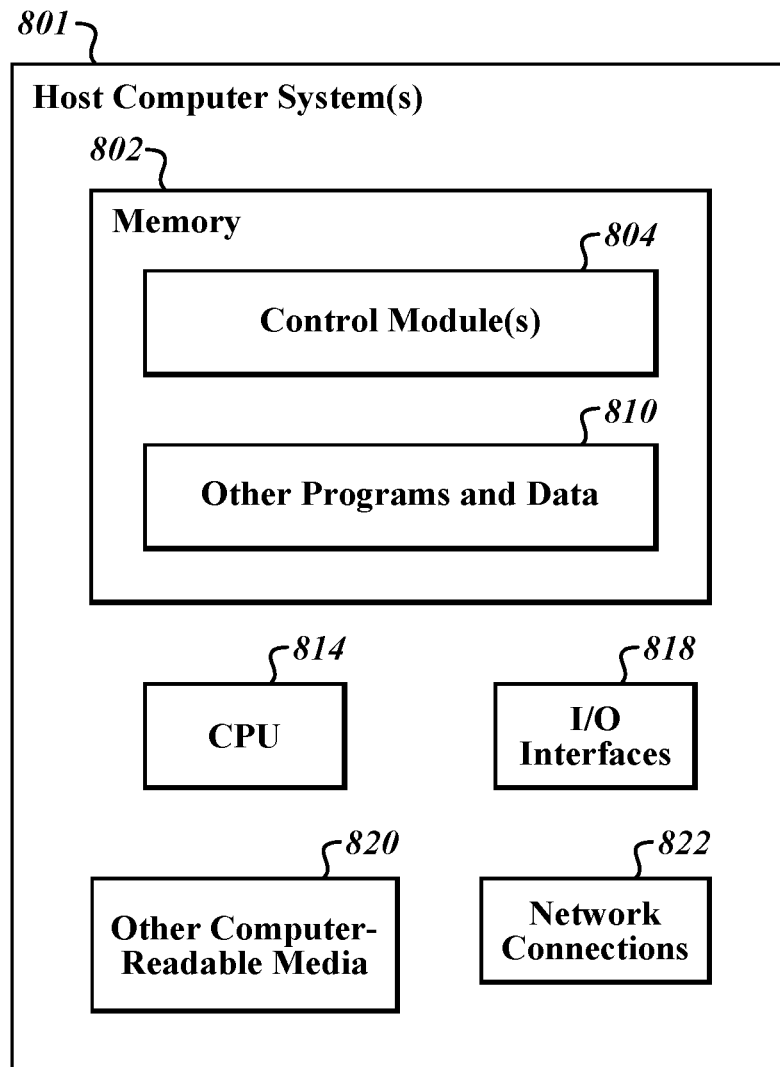 801
Host Computer System(s)
802
Memory
804
Control Module(s)
810
Other Programs and Data
814
CPU
818
I/O
Interfaces
820
Other Computer-
Readable Media
822
Network
Connections